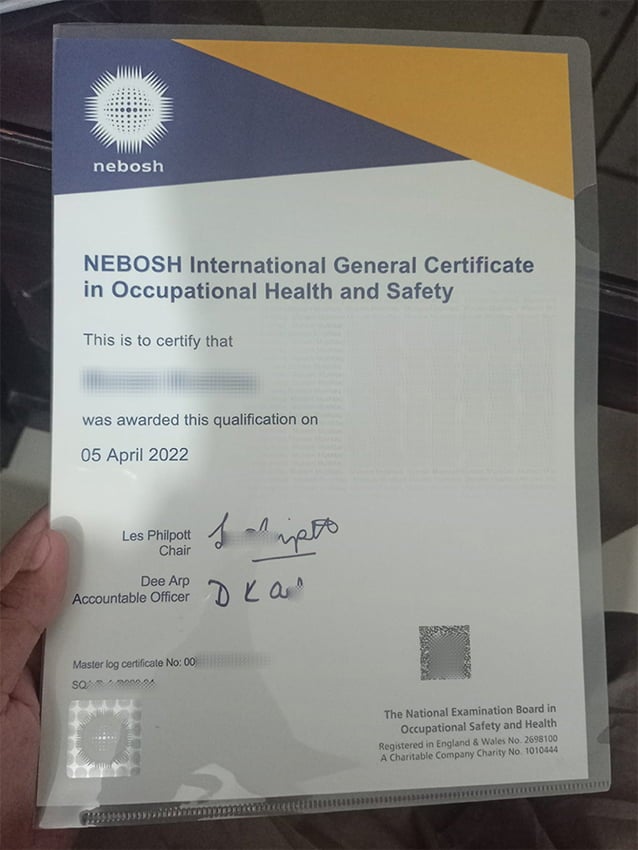 nebosh
NEBOSH International General Certificate
in Occupational Health and Safety
This is to certify that
was awarded this qualification on
05 April 2022
Les Philpott
Chair
Dee Arp
Accountable Officer
D K A
Master log certificate No: 00
SQA
The National Examination Board in
Occupational Safety and Health
Registered in England & Wales No. 2698100
A Charitable Company Charity No. 1010444